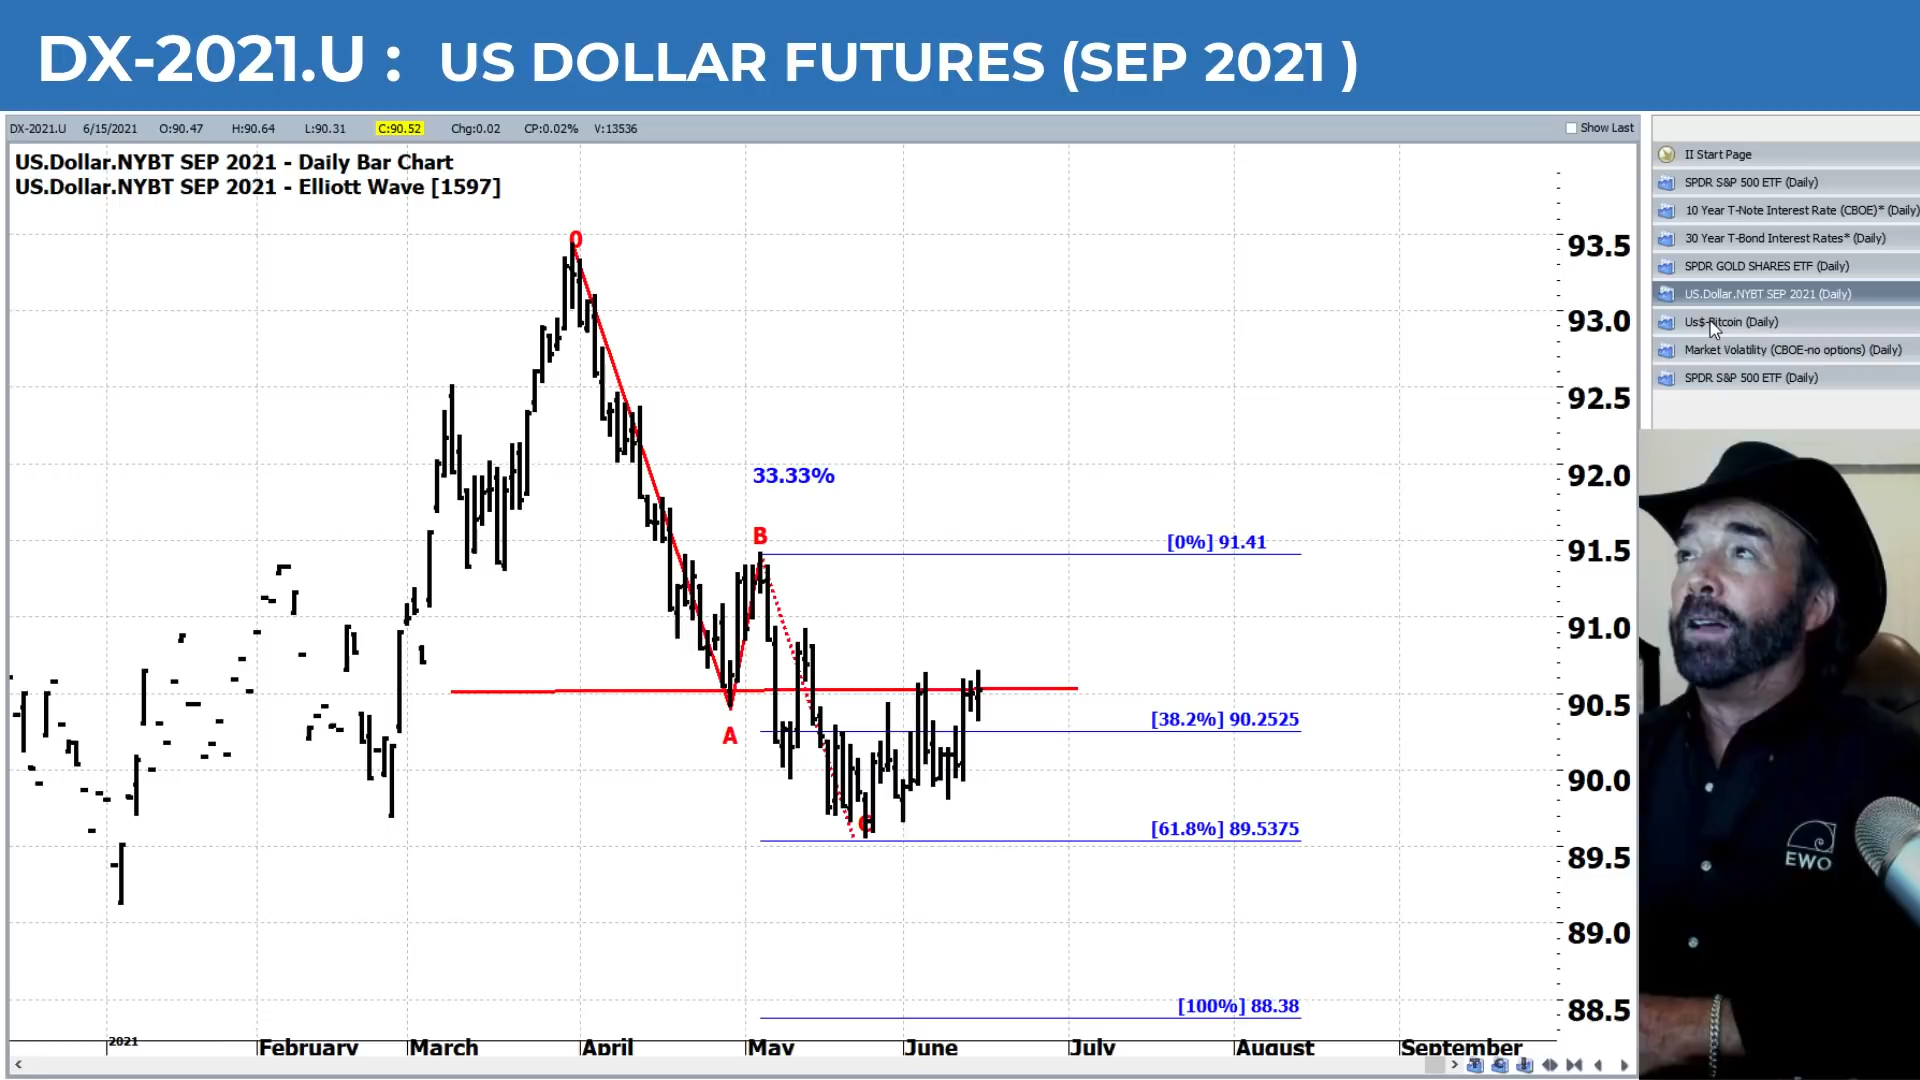 DX-2021.U : US DOLLAR FUTURES (SEP 2021 )
DX-2021.U 6/15/2021 O:90.47 H:90.64 L:90.31 C:90.52 Chg:0.02 CP:0.02% V:13536 Show Last
US.Dollar.NYBT SEP 2021 - Daily Bar Chart
US.Dollar.NYBT SEP 2021 - Elliott Wave [1597]
0
33.33%
B
[0%] 91.41
A
[38.2%] 90.2525
C
[61.8%] 89.5375
[100%] 88.38
93.5
93.0
92.5
92.0
91.5
91.0
90.5
90.0
89.5
89.0
88.5
2021 February March April May June July August September
II Start Page
SPDR S&P 500 ETF (Daily)
10 Year T-Note Interest Rate (CBOE)* (Daily)
30 Year T-Bond Interest Rates* (Daily)
SPDR GOLD SHARES ETF (Daily)
US.Dollar.NYBT SEP 2021 (Daily)
Us$-Bitcoin (Daily)
Market Volatility (CBOE-no options) (Daily)
SPDR S&P 500 ETF (Daily)
EWO